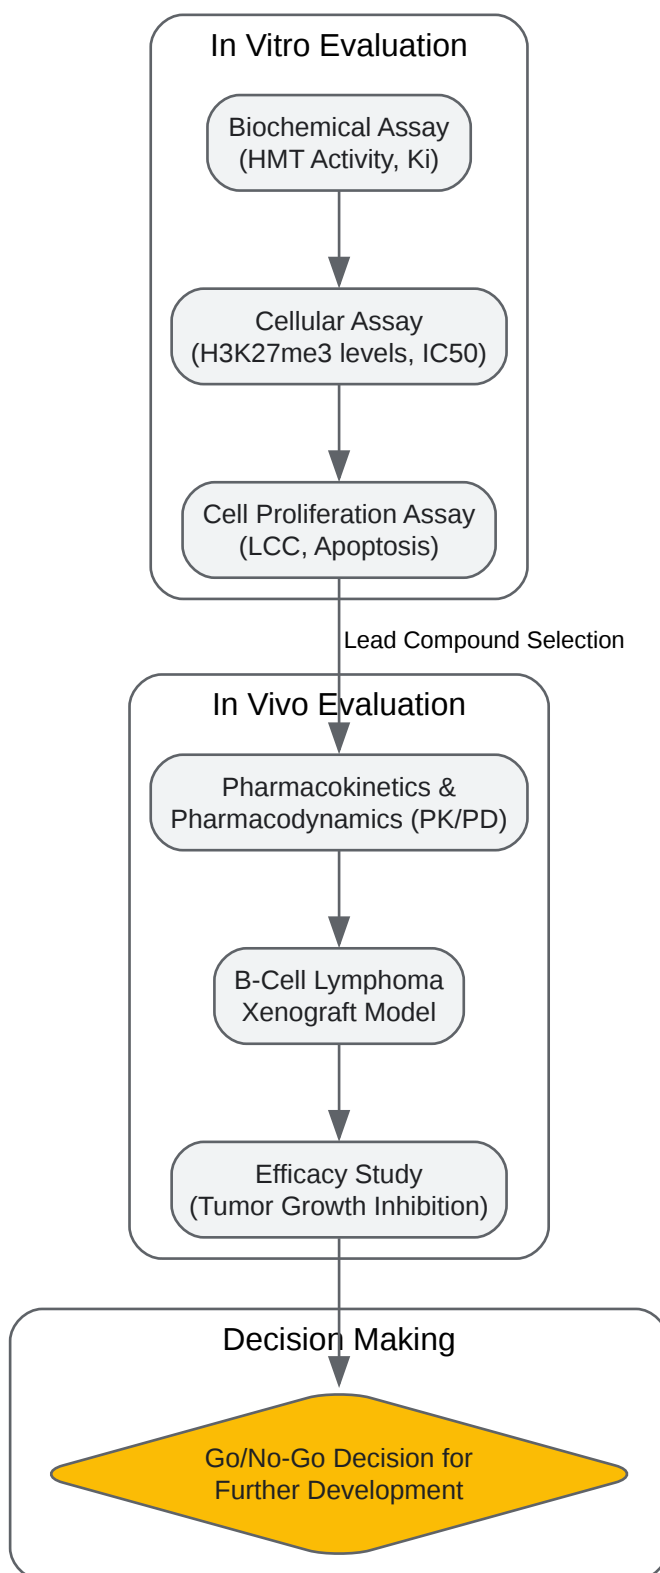 In Vitro Evaluation
Biochemical Assay
(HMT Activity, Ki)
Cellular Assay
(H3K27me3 levels, IC50)
Cell Proliferation Assay
(LCC, Apoptosis)
Lead Compound Selection
In Vivo Evaluation
Pharmacokinetics &
Pharmacodynamics (PK/PD)
B-Cell Lymphoma
Xenograft Model
Efficacy Study
(Tumor Growth Inhibition)
Decision Making
Go/No-Go Decision for
Further Development